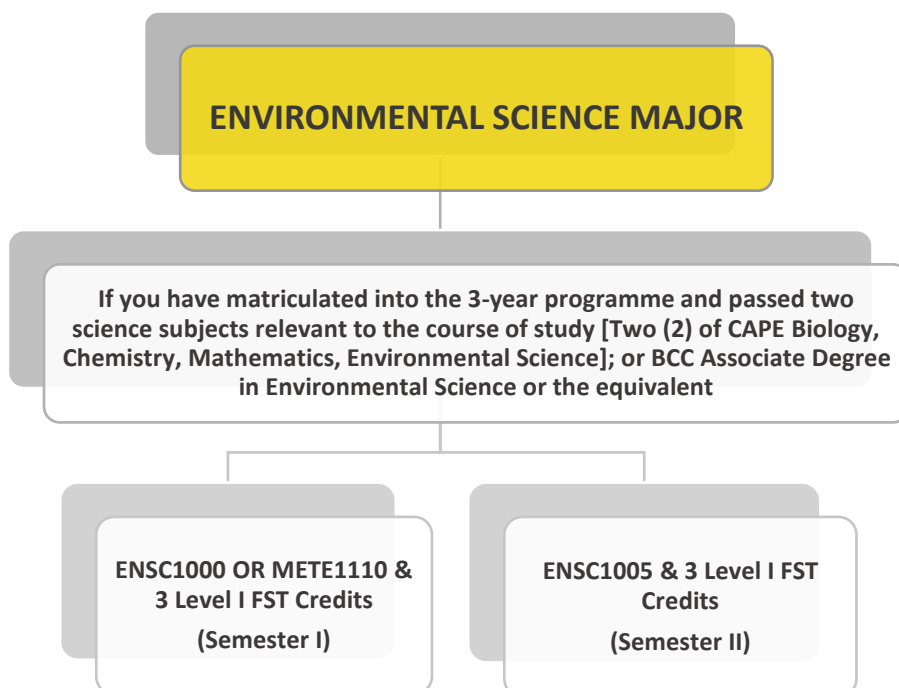 ENVIRONMENTAL SCIENCE MAJOR
If you have matriculated into the 3-year programme and passed two
science subjects relevant to the course of study [Two (2) of CAPE Biology,
Chemistry, Mathematics, Environmental Science]; or BCC Associate Degree
in Environmental Science or the equivalent
ENSC1000 OR METE1110 &
3 Level I FST Credits
(Semester I)
ENSC1005 & 3 Level I FST
Credits
(Semester II)